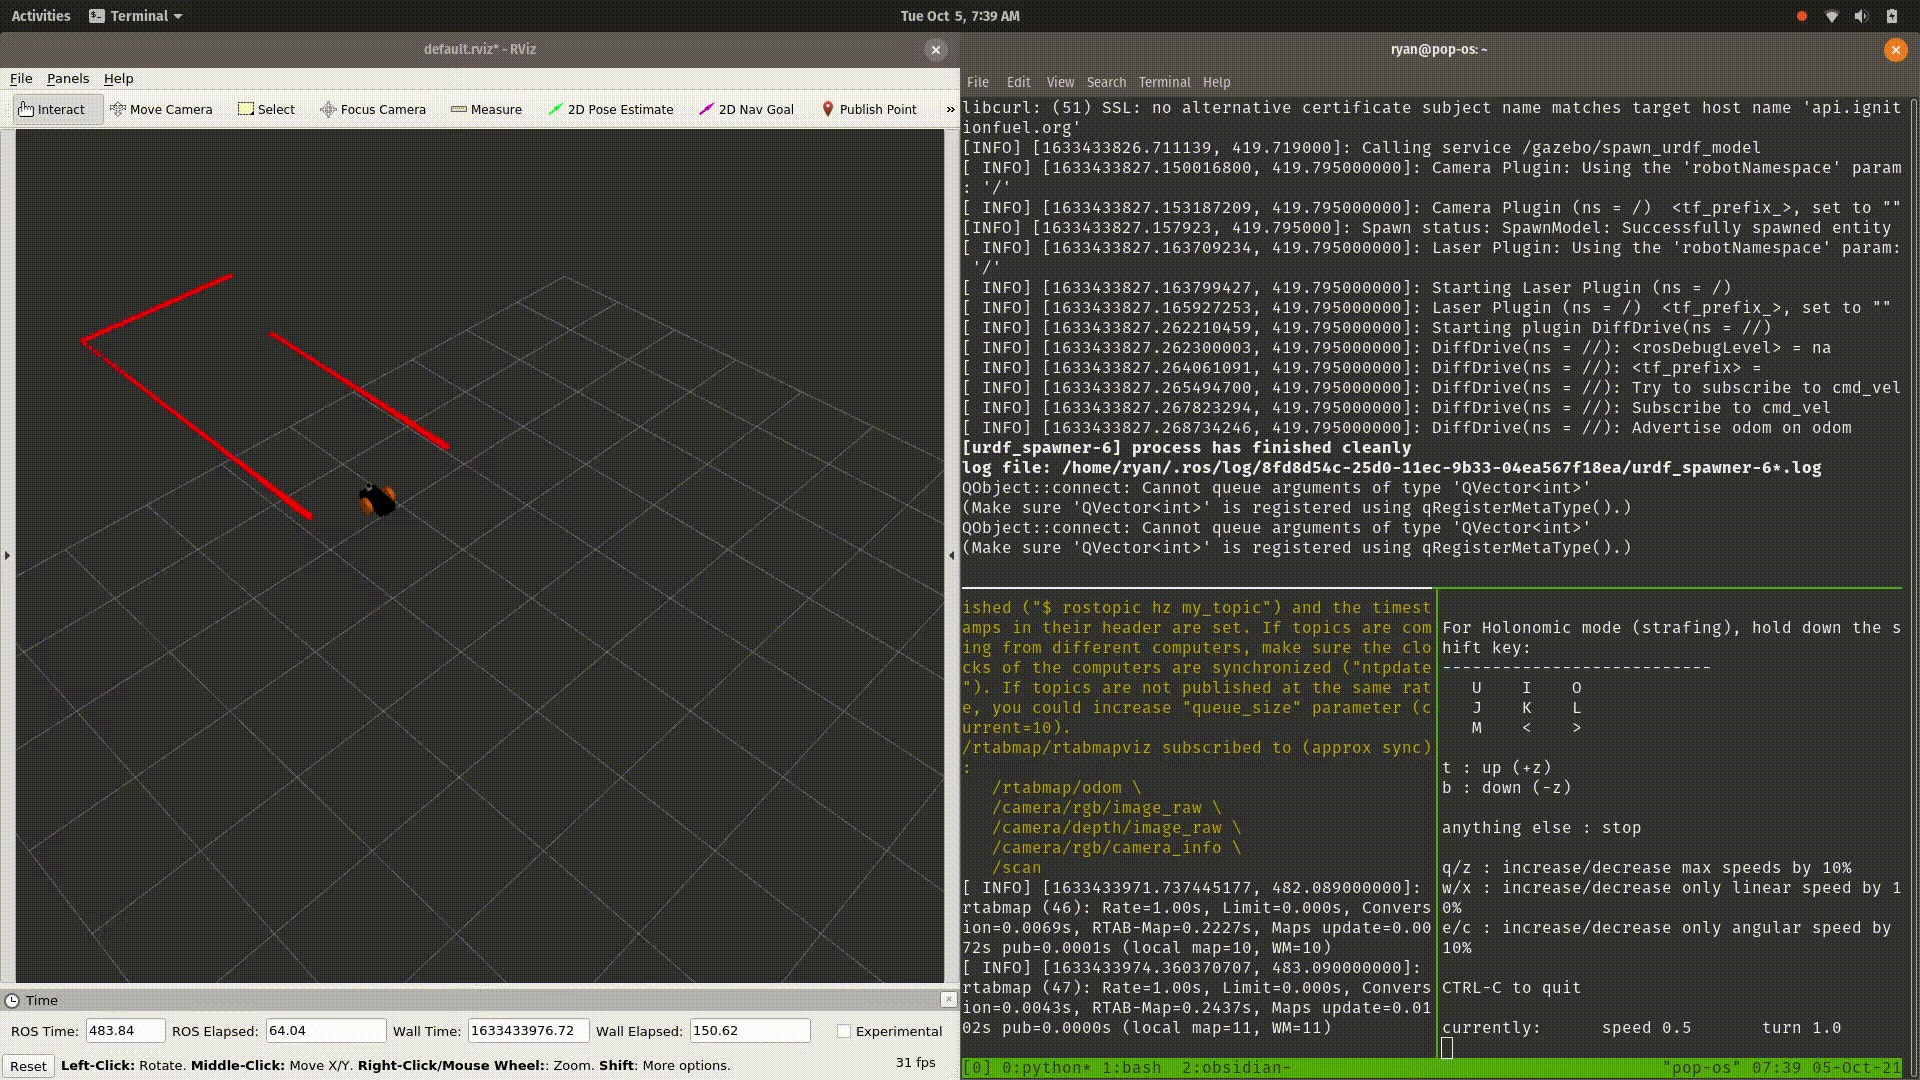 Activities
Terminal
Tue Oct 5, 7:39 AM
default.rviz* - RViz
File Panels Help
Interact Move Camera Select Focus Camera Measure 2D Pose Estimate 2D Nav Goal Publish Point »
Time
ROS Time: 483.84 ROS Elapsed: 64.04 Wall Time: 1633433976.72 Wall Elapsed: 150.62 Experimental
Reset Left-Click: Rotate. Middle-Click: Move X/Y. Right-Click/Mouse Wheel:: Zoom. Shift: More options. 31 fps
ryan@pop-os: ~
File Edit View Search Terminal Help
libcurl: (51) SSL: no alternative certificate subject name matches target host name 'api.ignit
ionfuel.org'
[INFO] [1633433826.711139, 419.719000]: Calling service /gazebo/spawn_urdf_model
[ INFO] [1633433827.150016800, 419.795000000]: Camera Plugin: Using the 'robotNamespace' param
: '/'
[ INFO] [1633433827.153187209, 419.795000000]: Camera Plugin (ns = /)  <tf_prefix_>, set to ""
[INFO] [1633433827.157923, 419.795000]: Spawn status: SpawnModel: Successfully spawned entity
[ INFO] [1633433827.163709234, 419.795000000]: Laser Plugin: Using the 'robotNamespace' param:
 '/'
[ INFO] [1633433827.163799427, 419.795000000]: Starting Laser Plugin (ns = /)
[ INFO] [1633433827.165927253, 419.795000000]: Laser Plugin (ns = /)  <tf_prefix_>, set to ""
[ INFO] [1633433827.262210459, 419.795000000]: Starting plugin DiffDrive(ns = //)
[ INFO] [1633433827.262300003, 419.795000000]: DiffDrive(ns = //): <rosDebugLevel> = na
[ INFO] [1633433827.264061091, 419.795000000]: DiffDrive(ns = //): <tf_prefix> =
[ INFO] [1633433827.265494700, 419.795000000]: DiffDrive(ns = //): Try to subscribe to cmd_vel
[ INFO] [1633433827.267823294, 419.795000000]: DiffDrive(ns = //): Subscribe to cmd_vel
[ INFO] [1633433827.268734246, 419.795000000]: DiffDrive(ns = //): Advertise odom on odom
[urdf_spawner-6] process has finished cleanly
log file: /home/ryan/.ros/log/8fd8d54c-25d0-11ec-9b33-04ea567f18ea/urdf_spawner-6*.log
QObject::connect: Cannot queue arguments of type 'QVector<int>'
(Make sure 'QVector<int>' is registered using qRegisterMetaType().)
QObject::connect: Cannot queue arguments of type 'QVector<int>'
(Make sure 'QVector<int>' is registered using qRegisterMetaType().)
ished ("$ rostopic hz my_topic") and the timest
amps in their header are set. If topics are com
ing from different computers, make sure the clo
cks of the computers are synchronized ("ntpdate
"). If topics are not published at the same rat
e, you could increase "queue_size" parameter (c
urrent=10).
/rtabmap/rtabmapviz subscribed to (approx sync)
:
/rtabmap/odom \
/camera/rgb/image_raw \
/camera/depth/image_raw \
/camera/rgb/camera_info \
/scan
[ INFO] [1633433971.737445177, 482.089000000]:
rtabmap (46): Rate=1.00s, Limit=0.000s, Convers
ion=0.0069s, RTAB-Map=0.2227s, Maps update=0.00
72s pub=0.0001s (local map=10, WM=10)
[ INFO] [1633433974.360370707, 483.090000000]:
rtabmap (47): Rate=1.00s, Limit=0.000s, Convers
ion=0.0043s, RTAB-Map=0.2437s, Maps update=0.01
02s pub=0.0000s (local map=11, WM=11)
For Holonomic mode (strafing), hold down the s
hift key:
---------------------------
U I O
J K L
M < >
t : up (+z)
b : down (-z)
anything else : stop
q/z : increase/decrease max speeds by 10%
w/x : increase/decrease only linear speed by 1
0%
e/c : increase/decrease only angular speed by
10%
CTRL-C to quit
currently: speed 0.5 turn 1.0
[0] 0:python* 1:bash  2:obsidian- "pop-os" 07:39 05-Oct-21